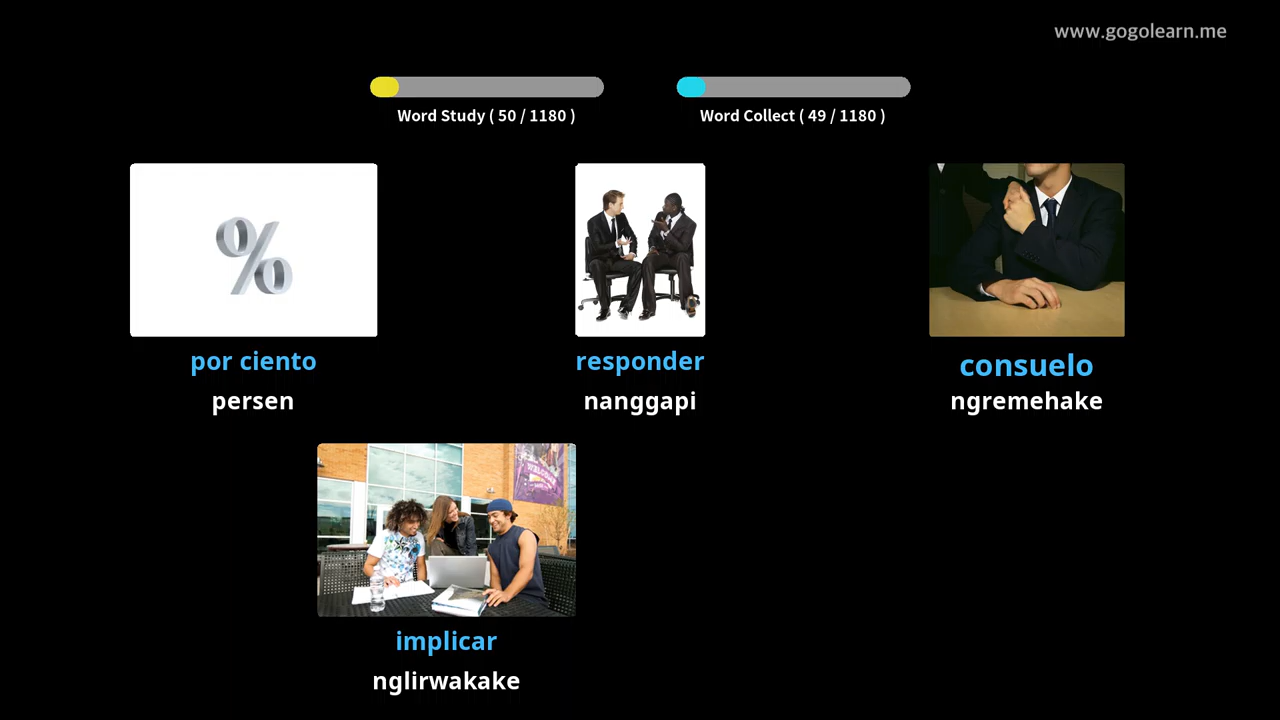 www.gogolearn.me
Word Study ( 50 / 1180 )
Word Collect ( 49 / 1180 )
%
por ciento
persen
responder
nanggapi
consuelo
ngremehake
implicar
nglirwakake